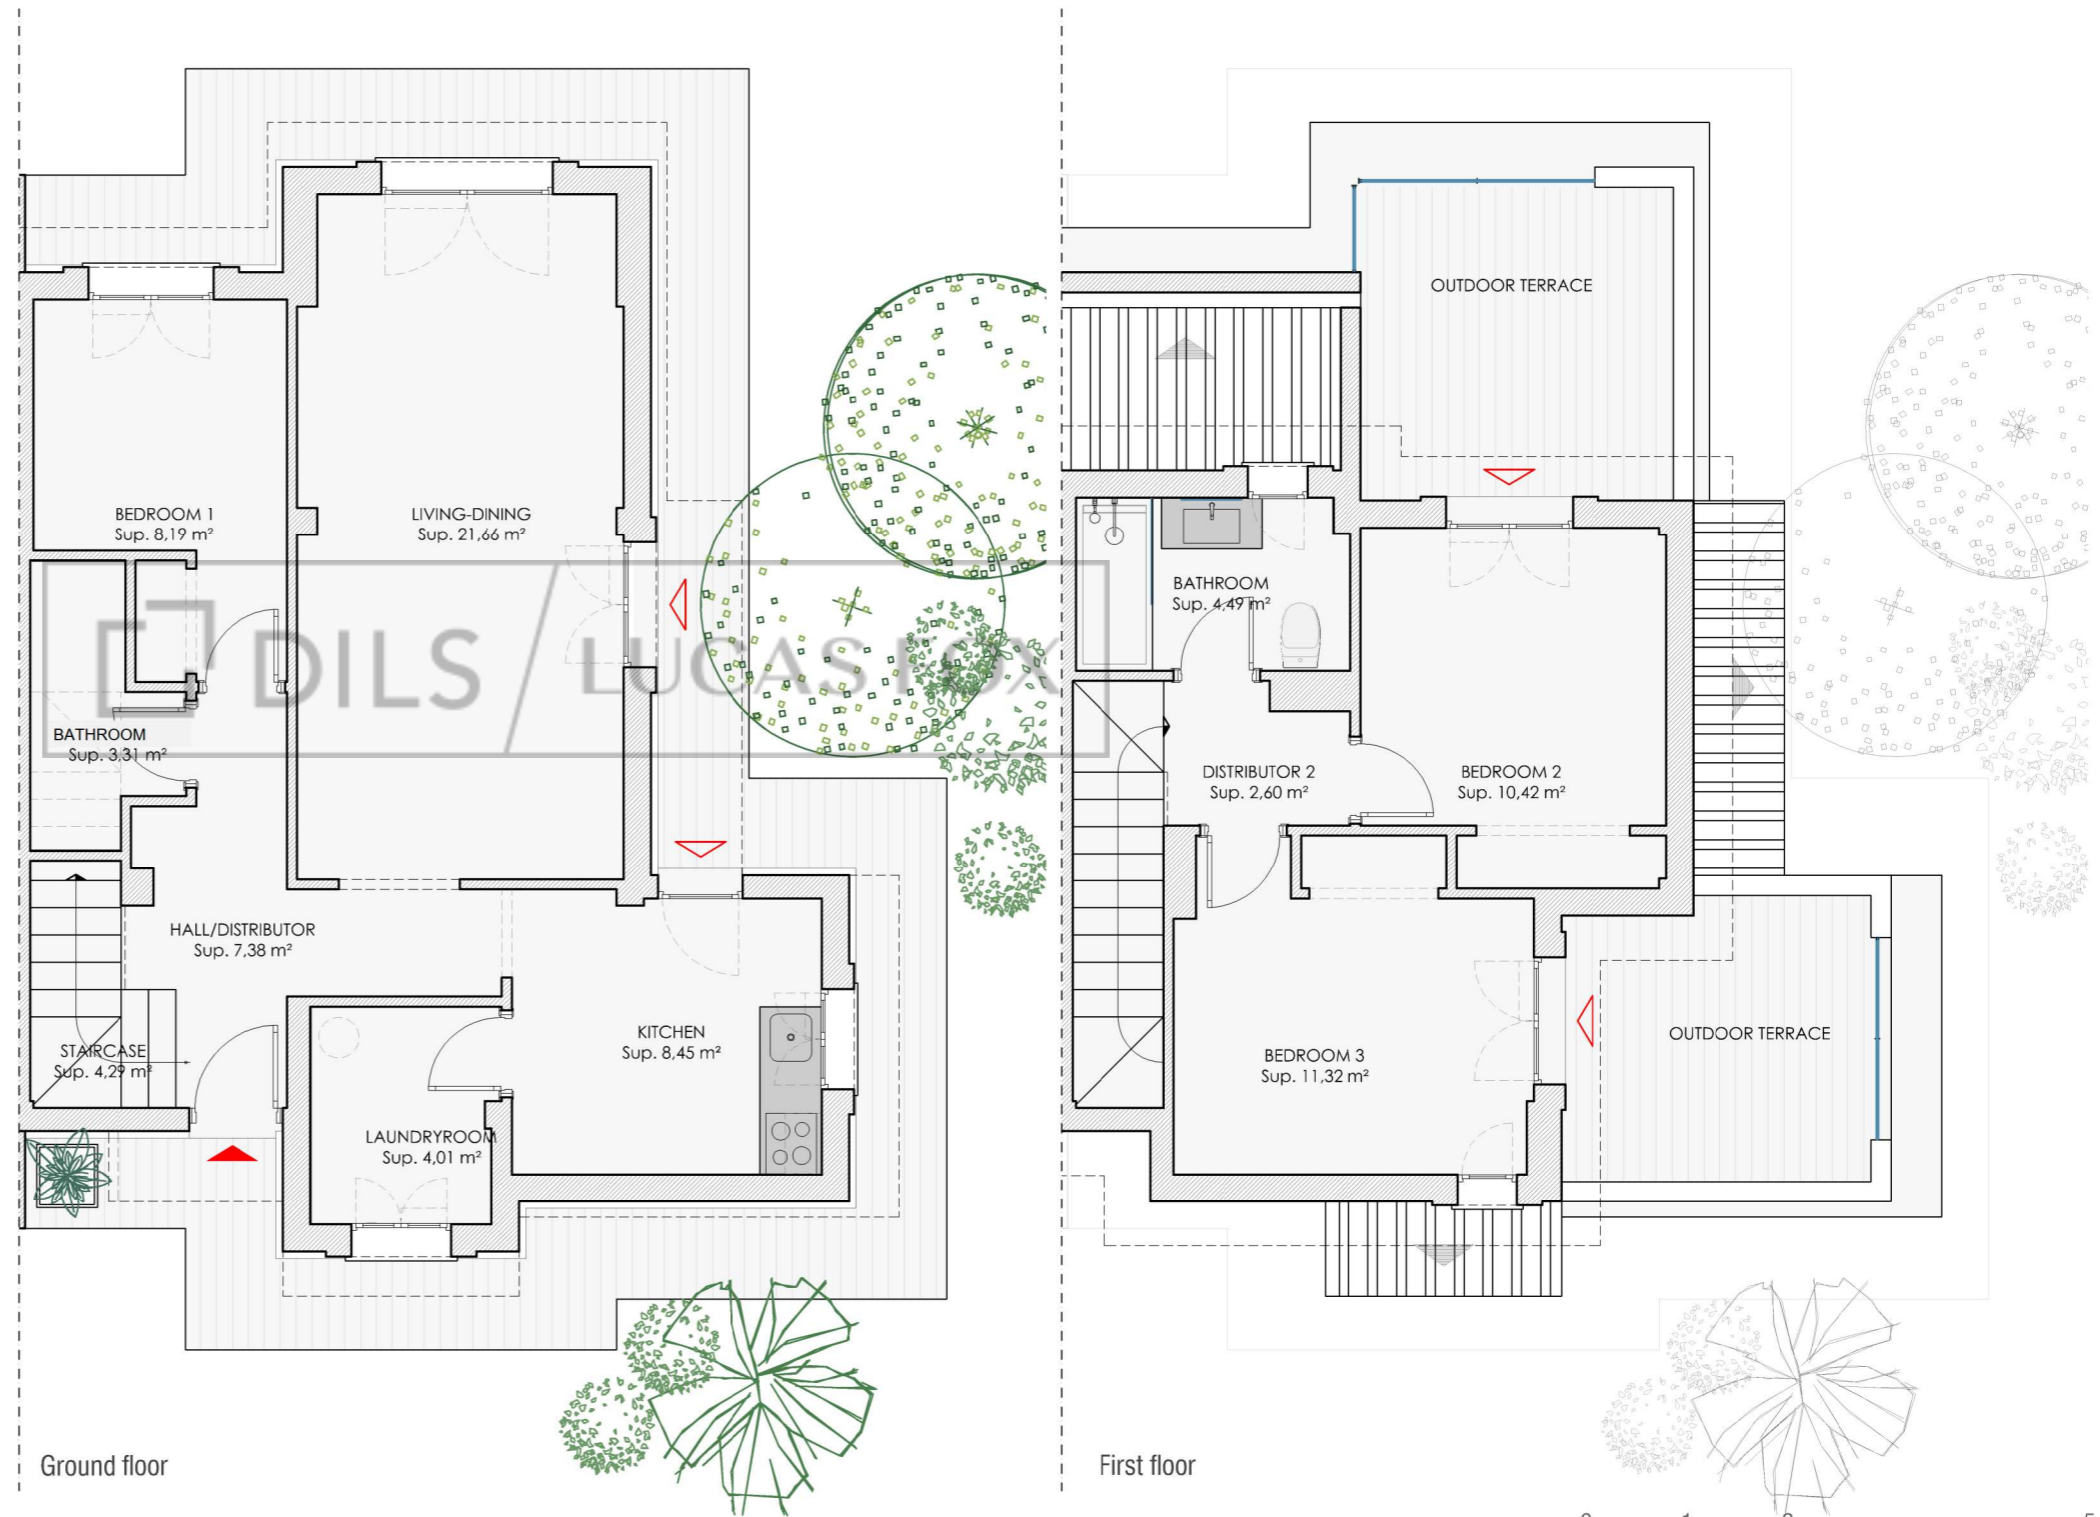 OUTDOOR TERRACE
BEDROOM 1
Sup. 8,19 m²
LIVING-DINING
Sup. 21,66 m²
DILS / LUCAS FOX
BATHROOM
Sup. 3,31 m²
HALL/DISTRIBUTOR
Sup. 7,38 m²
STAIRCASE
Sup. 4,29 m²
KITCHEN
Sup. 8,45 m²
LAUNDRYROOM
Sup. 4,01 m²
Ground floor
BATHROOM
Sup. 4,49 m²
DISTRIBUTOR 2
Sup. 2,60 m²
BEDROOM 2
Sup. 10,42 m²
BEDROOM 3
Sup. 11,32 m²
OUTDOOR TERRACE
First floor